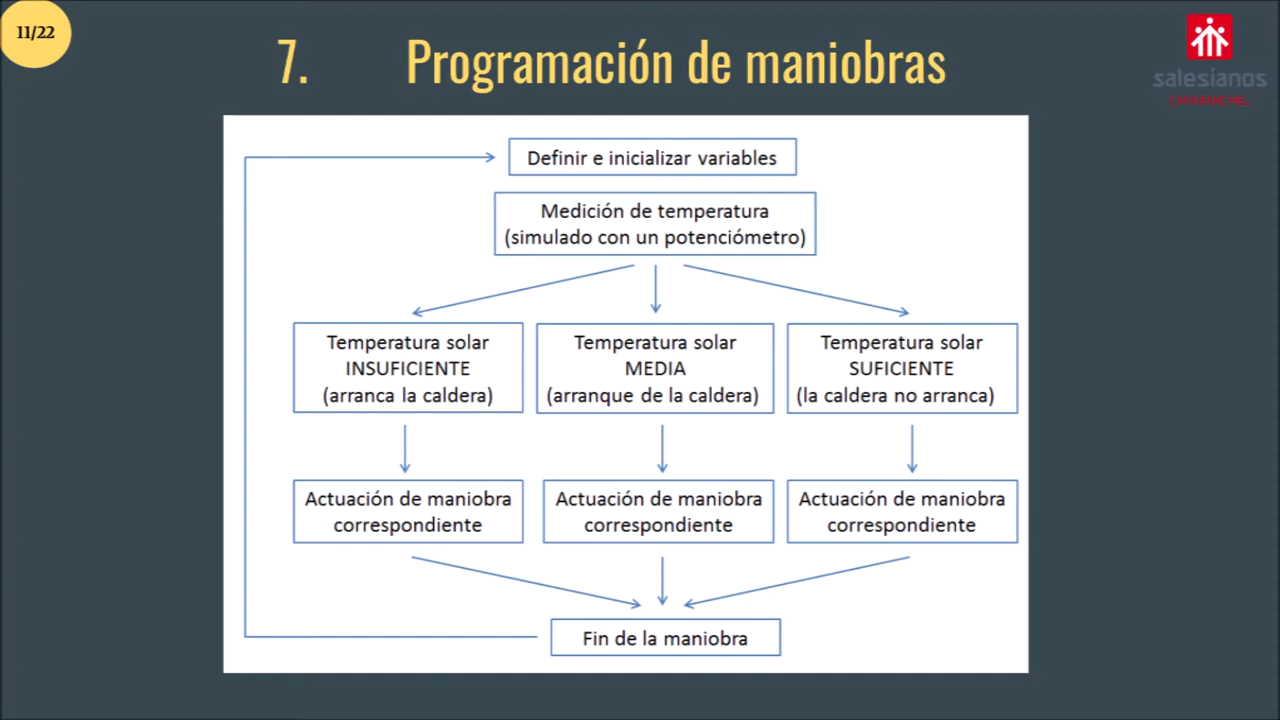 11/22
7. Programación de maniobras
salesianos
CARABANCHEL
Definir e inicializar variables
Medición de temperatura
(simulado con un potenciómetro)
Temperatura solar
INSUFICIENTE
(arranca la caldera)
Temperatura solar
MEDIA
(arranque de la caldera)
Temperatura solar
SUFICIENTE
(la caldera no arranca)
Actuación de maniobra
correspondiente
Actuación de maniobra
correspondiente
Actuación de maniobra
correspondiente
Fin de la maniobra